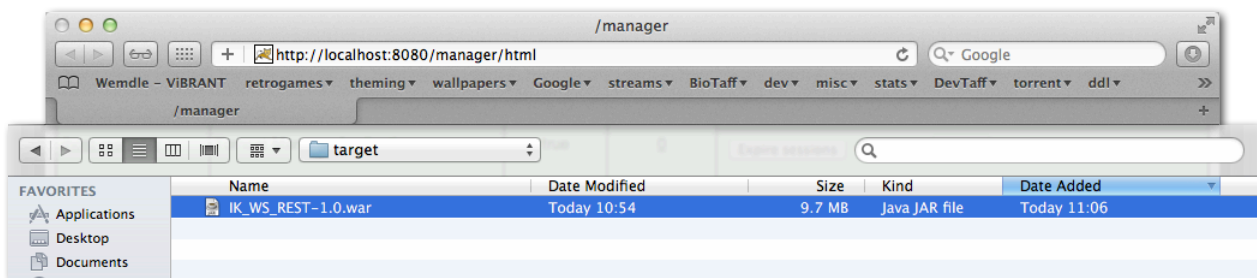 /manager
http://localhost:8080/manager/html
Google
Wemdle – ViBRANT retrogames theming wallpapers Google streams BioTaff dev misc stats DevTaff torrent ddl
/manager
target
true 0 Expire sessions
FAVORITES
Name Date Modified Size Kind Date Added
Applications
IK_WS_REST-1.0.war Today 10:54 9.7 MB Java JAR file Today 11:06
Desktop
Documents